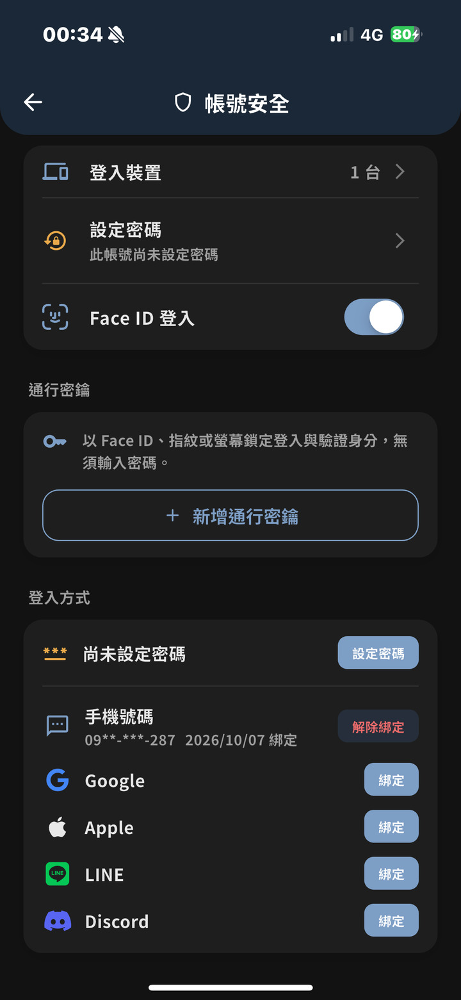 00:34
4G
80
帳號安全
登入裝置
1 台
設定密碼
此帳號尚未設定密碼
Face ID 登入
通行密鑰
以 Face ID、指紋或螢幕鎖定登入與驗證身分，無
須輸入密碼。
+ 新增通行密鑰
登入方式
***
尚未設定密碼
設定密碼
手機號碼
09**-***-287 2026/10/07 綁定
解除綁定
Google
綁定
Apple
綁定
LINE
LINE
綁定
Discord
綁定